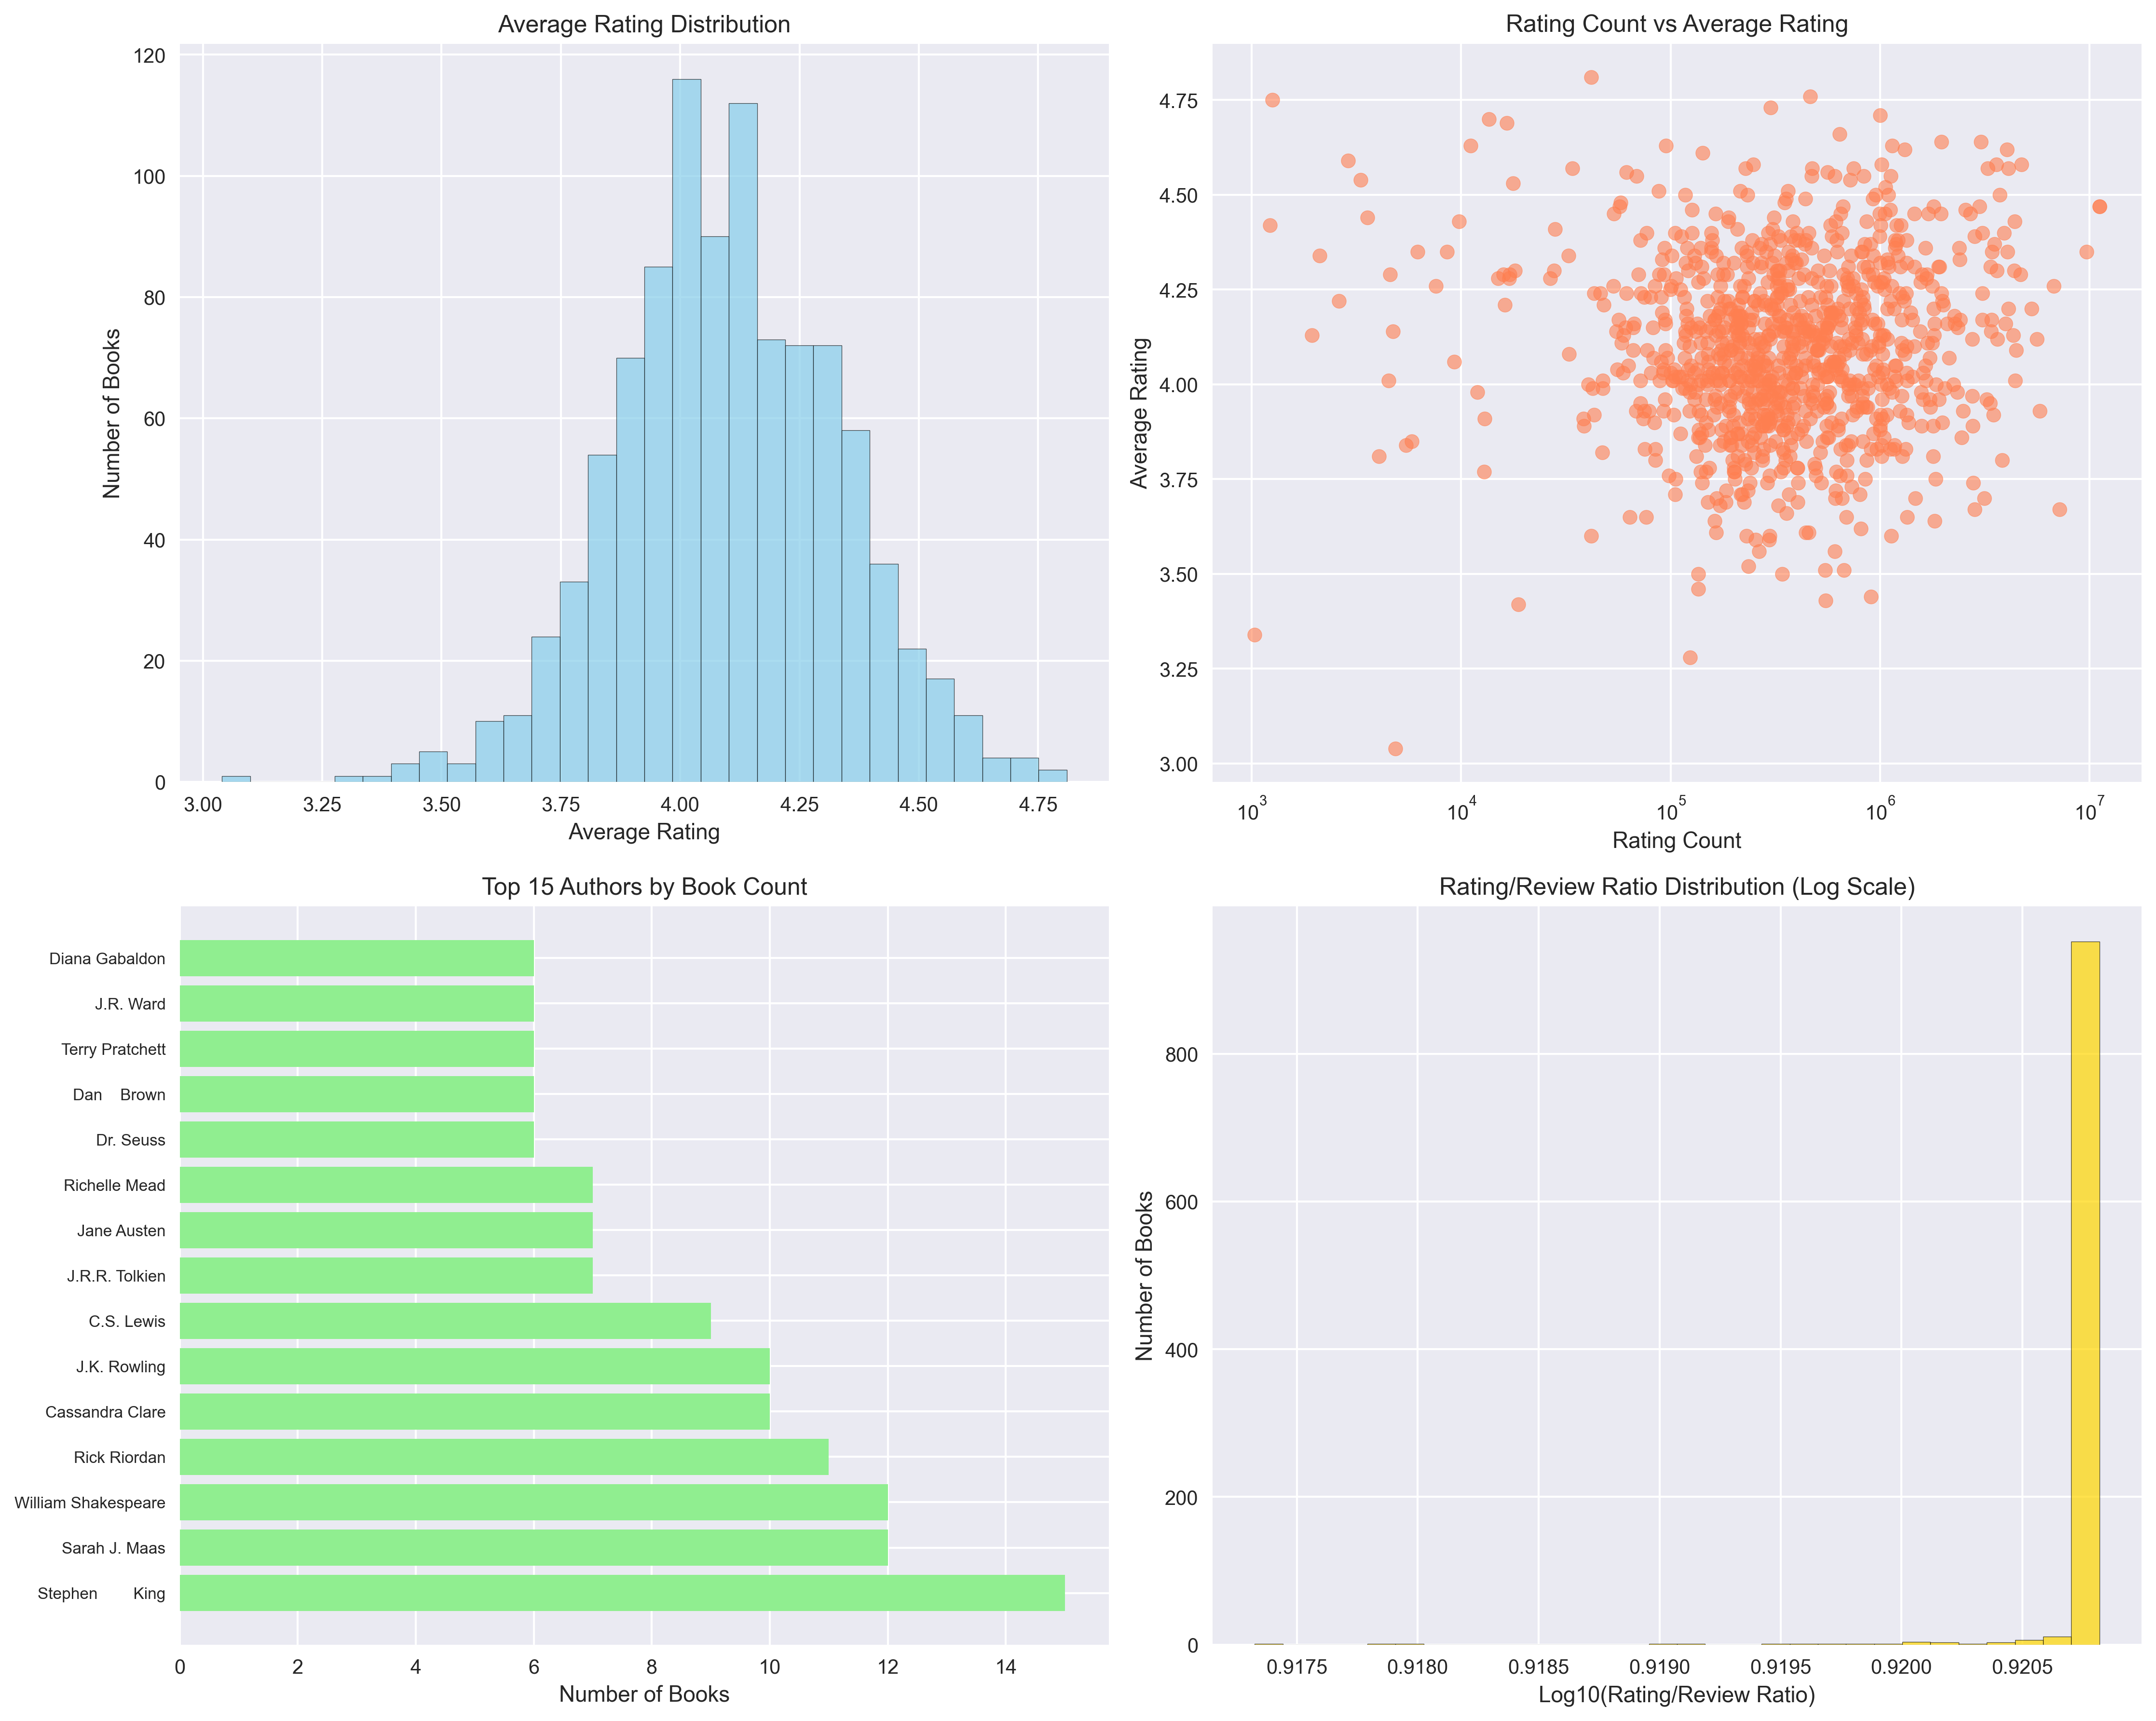 Average Rating Distribution
120
100
80
60
40
20
0
Number of Books
3.00 3.25 3.50 3.75 4.00 4.25 4.50 4.75
Average Rating
Rating Count vs Average Rating
4.75
4.50
4.25
4.00
3.75
3.50
3.25
3.00
Average Rating
10³ 10⁴ 10⁵ 10⁶ 10⁷
Rating Count
Top 15 Authors by Book Count
Diana Gabaldon
J.R. Ward
Terry Pratchett
Dan    Brown
Dr. Seuss
Richelle Mead
Jane Austen
J.R.R. Tolkien
C.S. Lewis
J.K. Rowling
Cassandra Clare
Rick Riordan
William Shakespeare
Sarah J. Maas
Stephen        King
0 2 4 6 8 10 12 14
Number of Books
Rating/Review Ratio Distribution (Log Scale)
800
600
400
200
0
Number of Books
0.9175 0.9180 0.9185 0.9190 0.9195 0.9200 0.9205
Log10(Rating/Review Ratio)